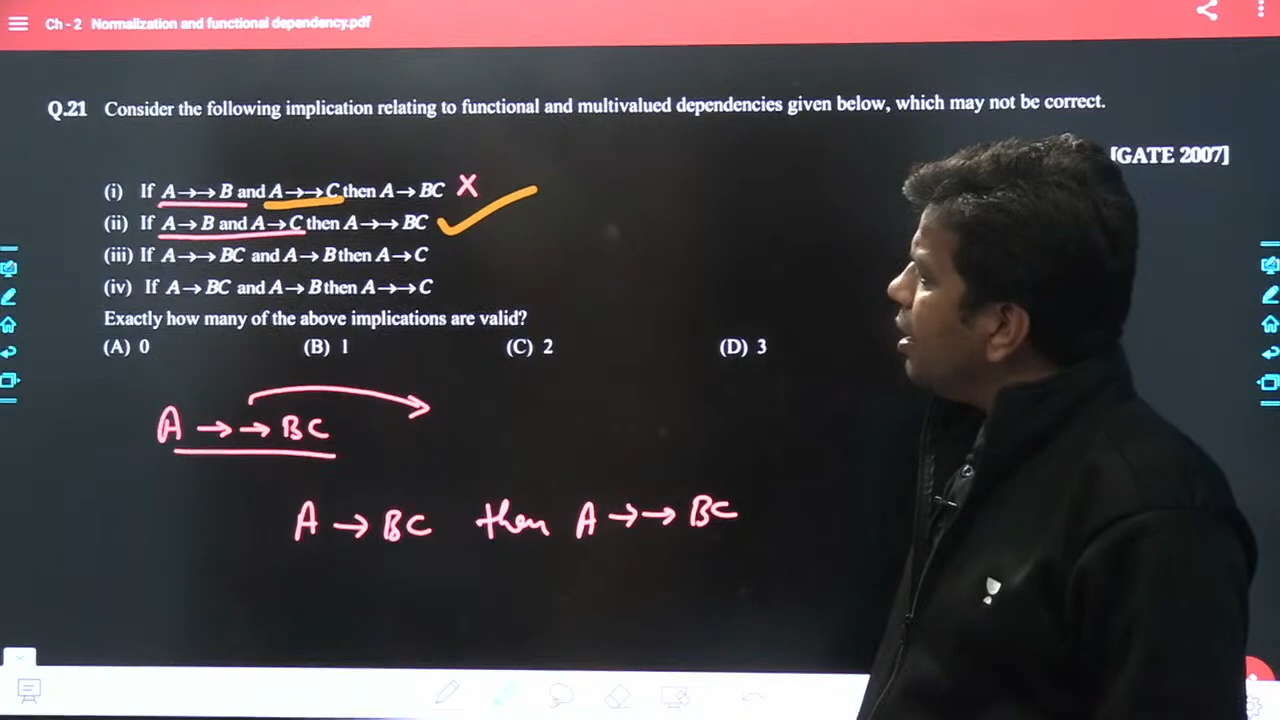 Ch - 2 Normalization and functional dependency.pdf
Q.21 Consider the following implication relating to functional and multivalued dependencies given below, which may not be correct.
[GATE 2007]
(i) If A→→B and A→→C then A→BC X
(ii) If A→B and A→C then A→→BC ✓
(iii) If A→→BC and A→B then A→C
(iv) If A→BC and A→B then A→→C
Exactly how many of the above implications are valid?
(A) 0 (B) 1 (C) 2 (D) 3
A →→ BC
A → BC then A →→ BC